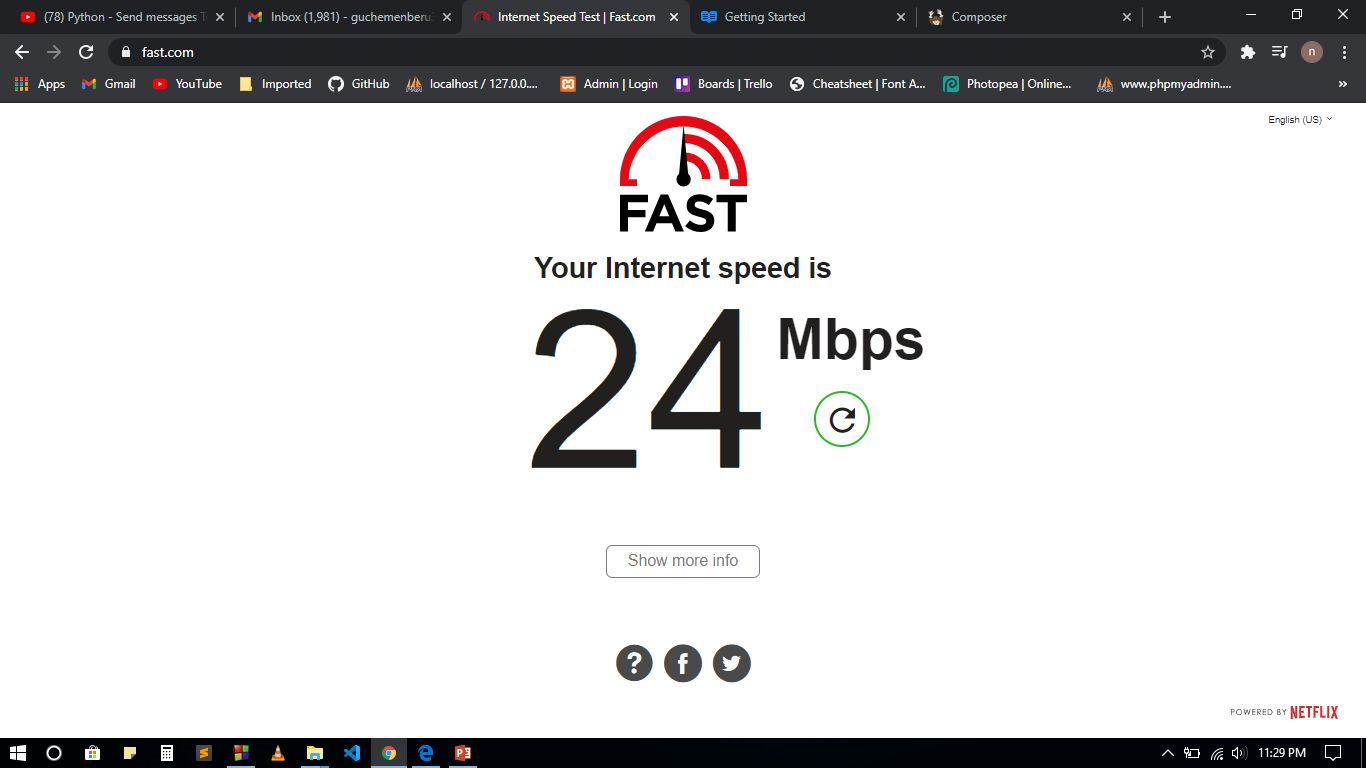 (78) Python - Send messages T
Inbox (1,981) - guchemenberu
Internet Speed Test | Fast.com
Getting Started
Composer
fast.com
n
Apps
Gmail
YouTube
Imported
GitHub
localhost / 127.0.0....
Admin | Login
Boards | Trello
Cheatsheet | Font A...
Photopea | Online...
www.phpmyadmin....
»
English (US)
FAST
Your Internet speed is
24 Mbps
Show more info
POWERED BY NETFLIX
11:29 PM